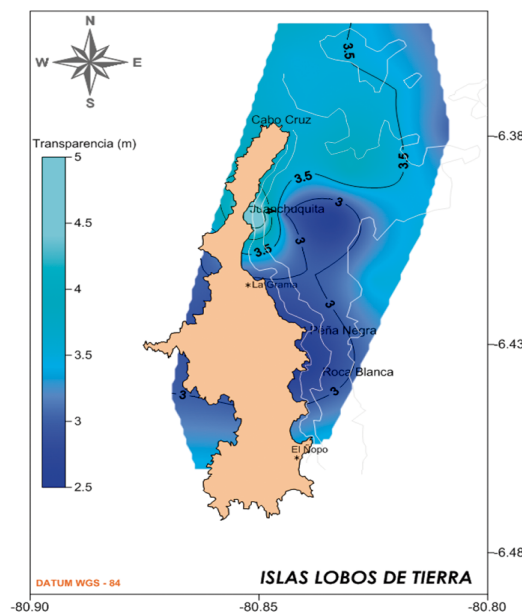 N
W E
S
Cabo Cruz
Transparencia (m)
5
4.5
4
3.5
3
2.5
3.5
3.5
3.5
3.5
3
3
3
3
3
Juanchuquita
La Grama
Peña Negra
Roca Blanca
El Ñopo
-6.38
-6.43
-6.48
DATUM WGS - 84
ISLAS LOBOS DE TIERRA
-80.90
-80.85
-80.80